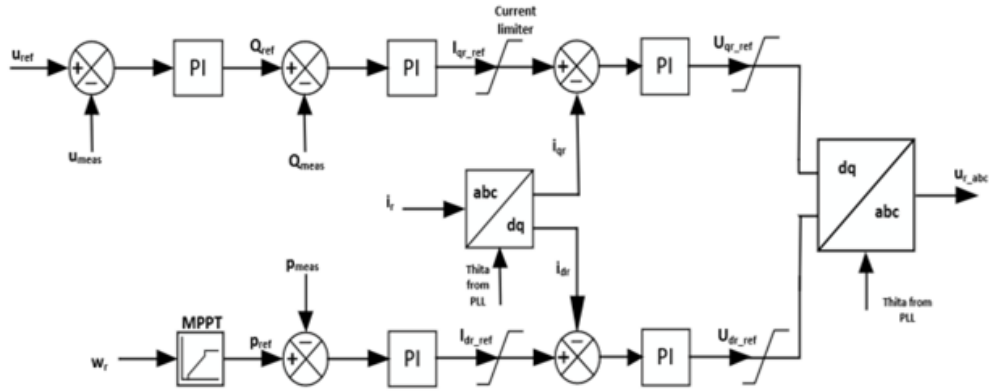 Current
limiter
u_ref
+
−
PI
Q_ref
+
−
PI
I_qr_ref
+
−
PI
U_qr_ref
u_meas
Q_meas
i_qr
i_r
abc
dq
dq
abc
u_r_abc
Thita
from
PLL
i_dr
Thita from
PLL
p_meas
MPPT
w_r
p_ref
+
−
PI
I_dr_ref
+
−
PI
U_dr_ref